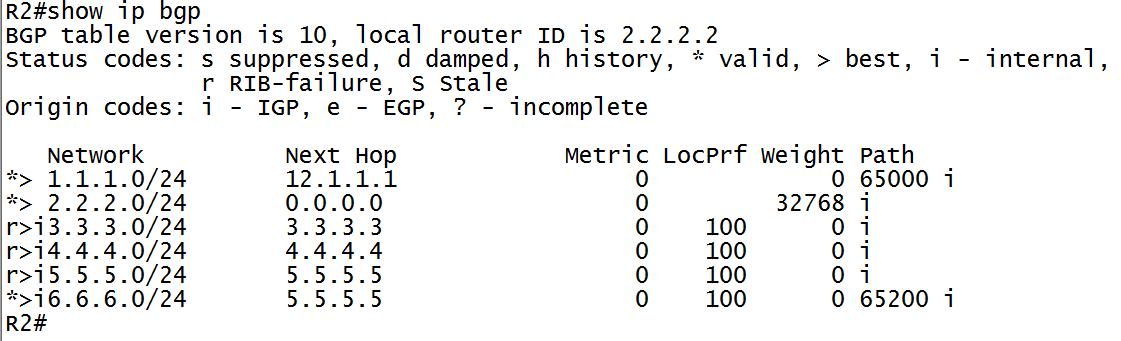 R2#show ip bgp
BGP table version is 10, local router ID is 2.2.2.2
Status codes: s suppressed, d damped, h history, * valid, > best, i - internal,
              r RIB-failure, S Stale
Origin codes: i - IGP, e - EGP, ? - incomplete

   Network          Next Hop            Metric LocPrf Weight Path
*> 1.1.1.0/24       12.1.1.1                 0             0 65000 i
*> 2.2.2.0/24       0.0.0.0                  0         32768 i
r>i3.3.3.0/24       3.3.3.3                  0    100      0 i
r>i4.4.4.0/24       4.4.4.4                  0    100      0 i
r>i5.5.5.0/24       5.5.5.5                  0    100      0 i
*>i6.6.6.0/24       5.5.5.5                  0    100      0 65200 i
R2#